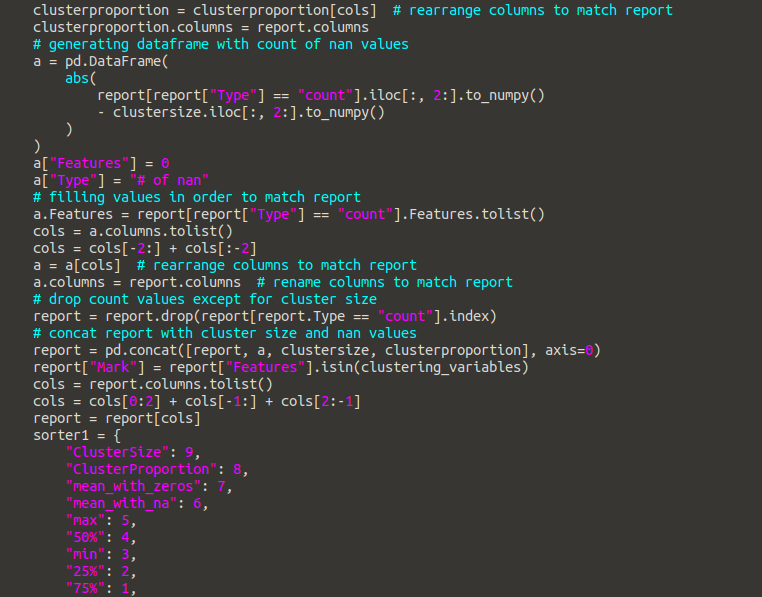 clusterproportion = clusterproportion[cols]  # rearrange columns to match report
clusterproportion.columns = report.columns
# generating dataframe with count of nan values
a = pd.DataFrame(
    abs(
        report[report["Type"] == "count"].iloc[:, 2:].to_numpy()
        - clustersize.iloc[:, 2:].to_numpy()
    )
)
a["Features"] = 0
a["Type"] = "# of nan"
# filling values in order to match report
a.Features = report[report["Type"] == "count"].Features.tolist()
cols = a.columns.tolist()
cols = cols[-2:] + cols[:-2]
a = a[cols]  # rearrange columns to match report
a.columns = report.columns  # rename columns to match report
# drop count values except for cluster size
report = report.drop(report[report.Type == "count"].index)
# concat report with cluster size and nan values
report = pd.concat([report, a, clustersize, clusterproportion], axis=0)
report["Mark"] = report["Features"].isin(clustering_variables)
cols = report.columns.tolist()
cols = cols[0:2] + cols[-1:] + cols[2:-1]
report = report[cols]
sorter1 = {
    "ClusterSize": 9,
    "ClusterProportion": 8,
    "mean_with_zeros": 7,
    "mean_with_na": 6,
    "max": 5,
    "50%": 4,
    "min": 3,
    "25%": 2,
    "75%": 1,